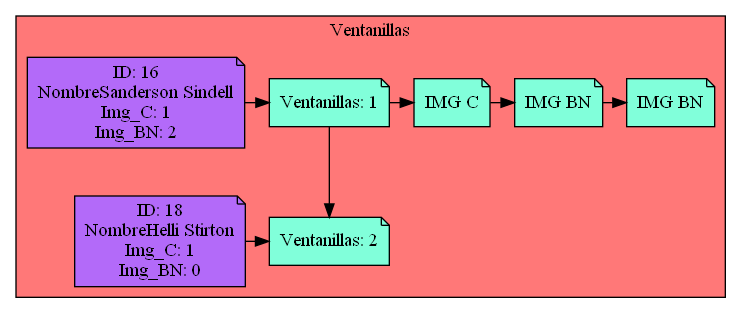 Ventanillas
ID: 16
NombreSanderson Sindell
Img_C: 1
Img_BN: 2
Ventanillas: 1
IMG C
IMG BN
IMG BN
ID: 18
NombreHelli Stirton
Img_C: 1
Img_BN: 0
Ventanillas: 2